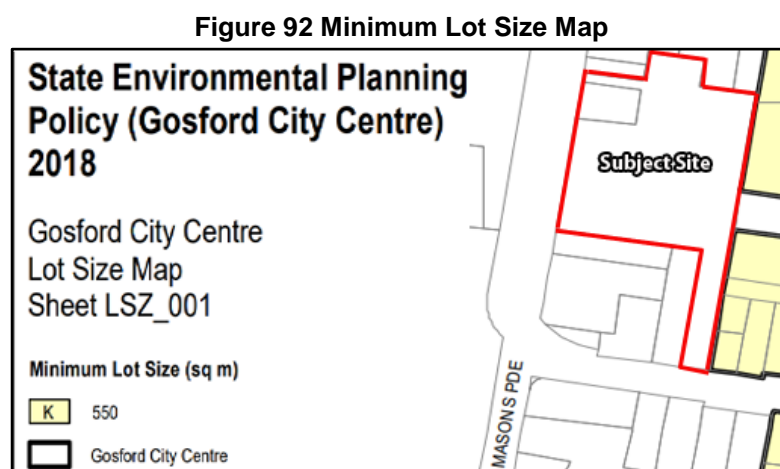 Figure 92 Minimum Lot Size Map
State Environmental Planning
Policy (Gosford City Centre)
2018
Subject Site
Gosford City Centre
Lot Size Map
Sheet LSZ_001
Minimum Lot Size (sq m)
K 550
Gosford City Centre
MASONS PDE